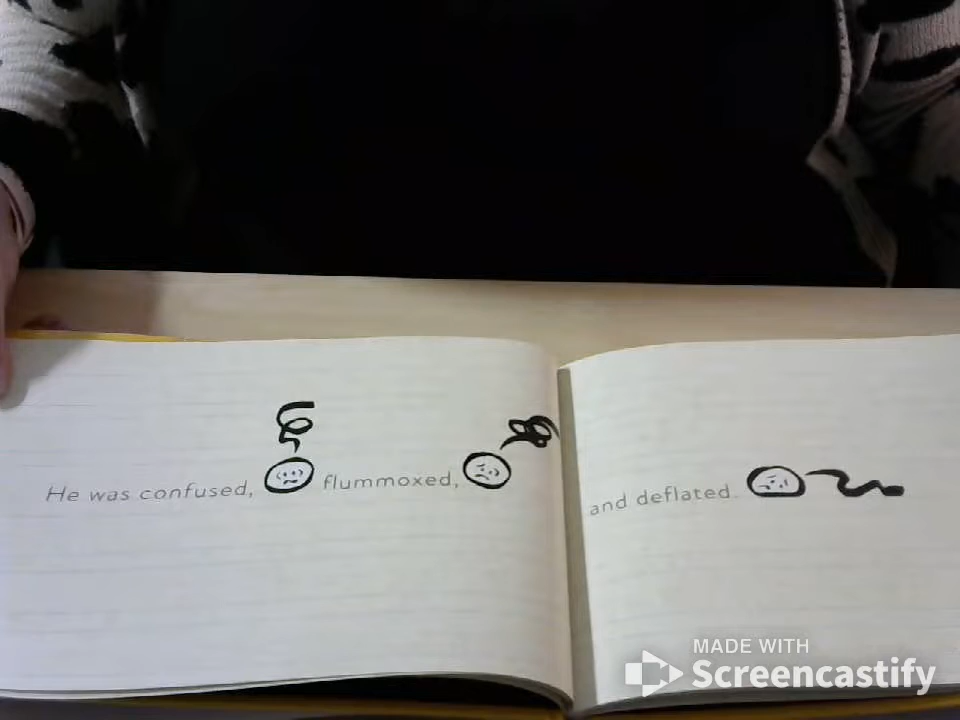 He was confused, flummoxed, and deflated.
MADE WITH
Screencastify